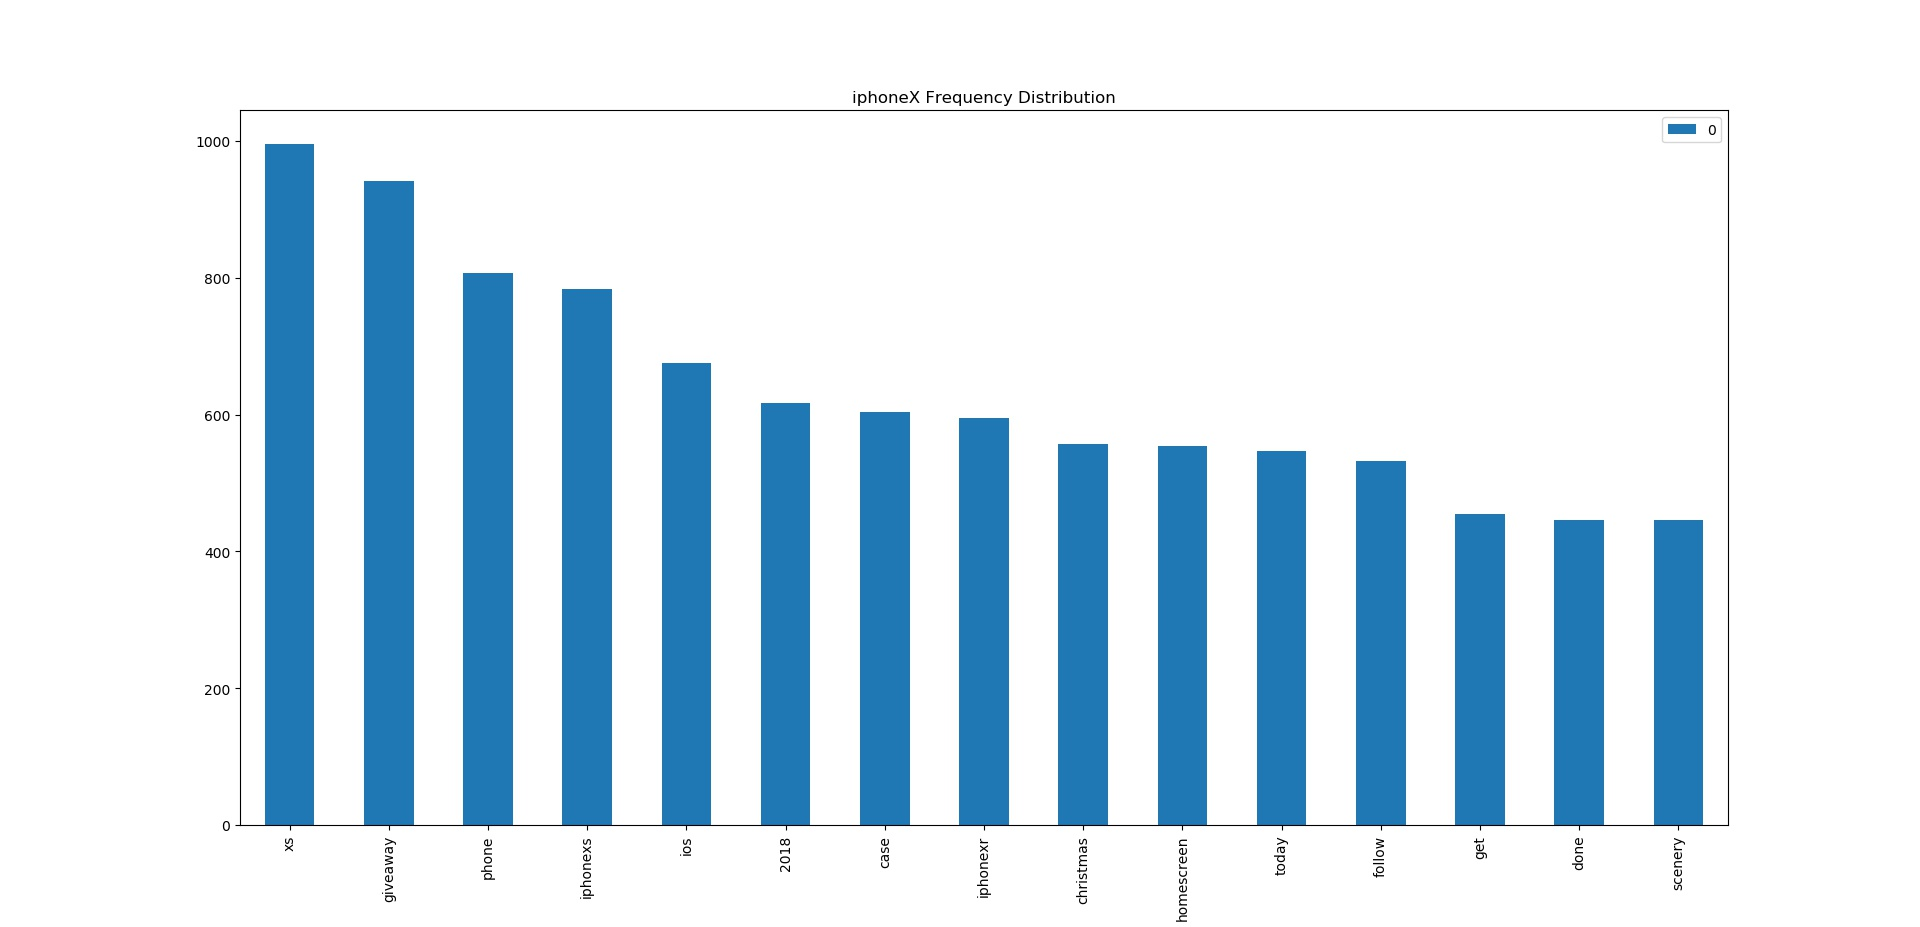 iphoneX Frequency Distribution
0
1000
800
600
400
200
0
xs
giveaway
phone
iphonexs
ios
2018
case
iphonexr
christmas
homescreen
today
follow
get
done
scenery